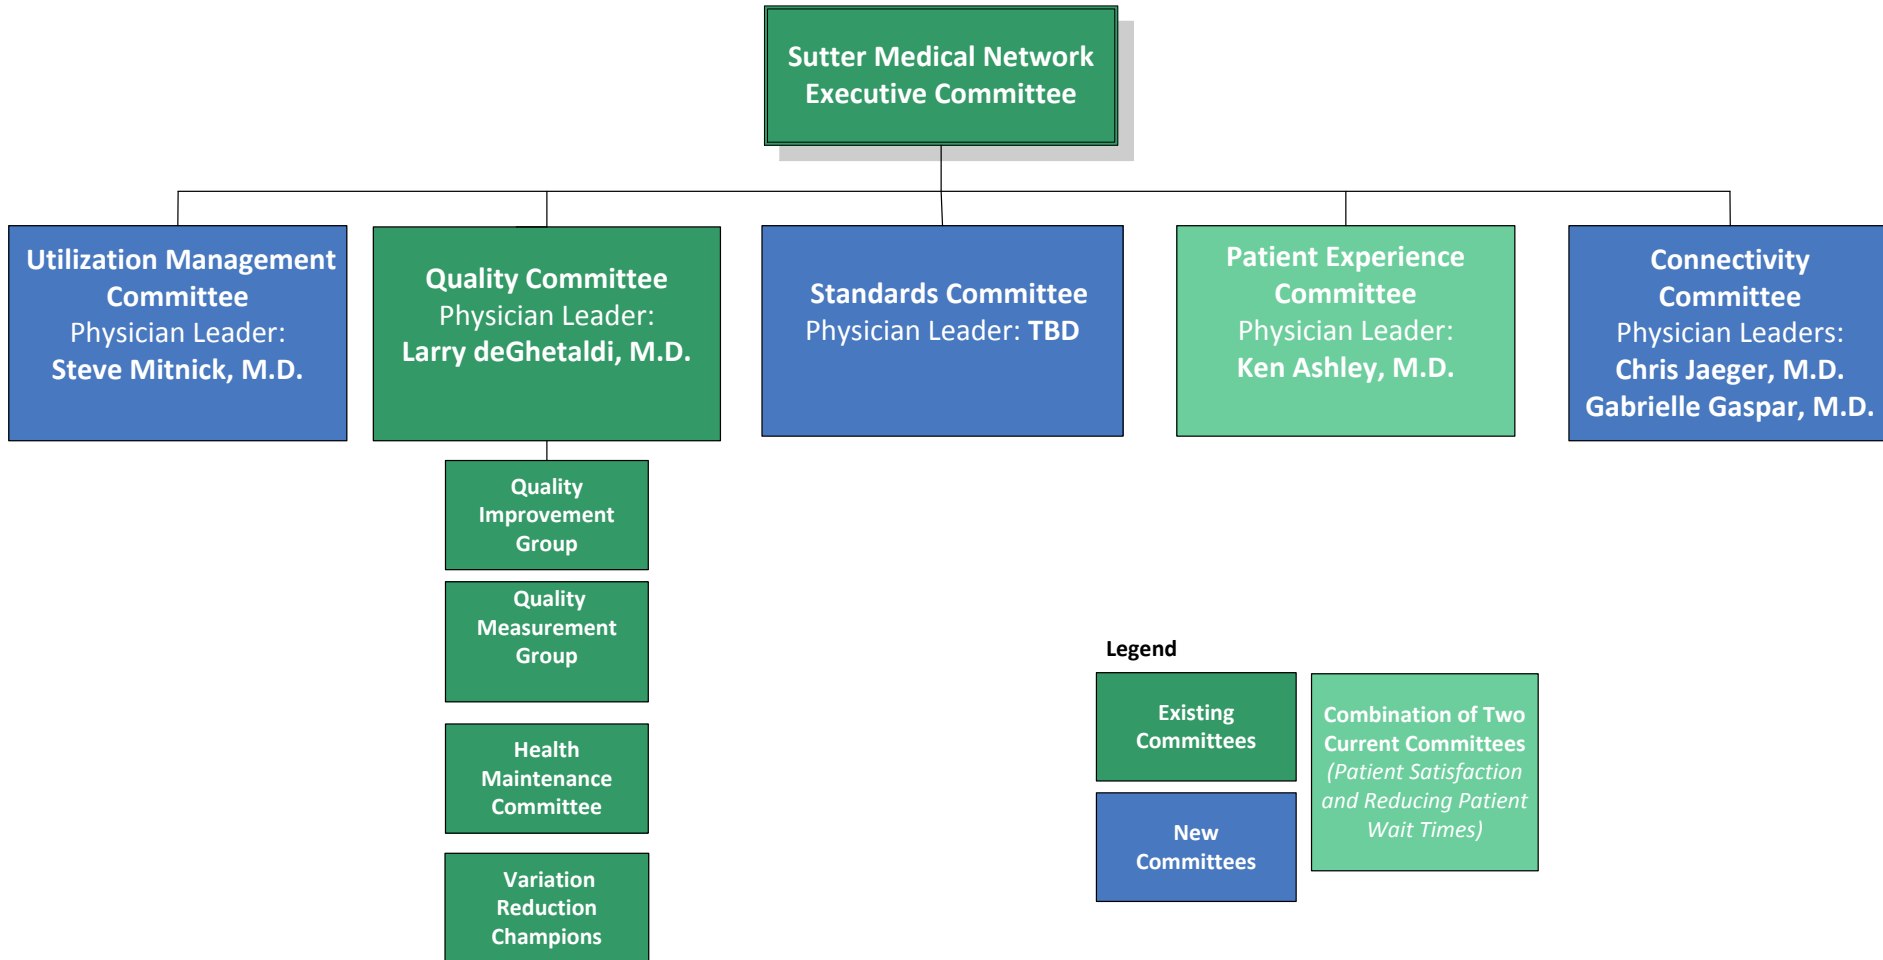 Sutter Medical Network
Executive Committee
Utilization Management
Committee
Physician Leader:
Steve Mitnick, M.D.
Quality Committee
Physician Leader:
Larry deGhetaldi, M.D.
Standards Committee
Physician Leader: TBD
Patient Experience
Committee
Physician Leader:
Ken Ashley, M.D.
Connectivity
Committee
Physician Leaders:
Chris Jaeger, M.D.
Gabrielle Gaspar, M.D.
Quality
Improvement
Group
Quality
Measurement
Group
Health
Maintenance
Committee
Variation
Reduction
Champions
Legend
Existing
Committees
New
Committees
Combination of Two
Current Committees
(Patient Satisfaction
and Reducing Patient
Wait Times)